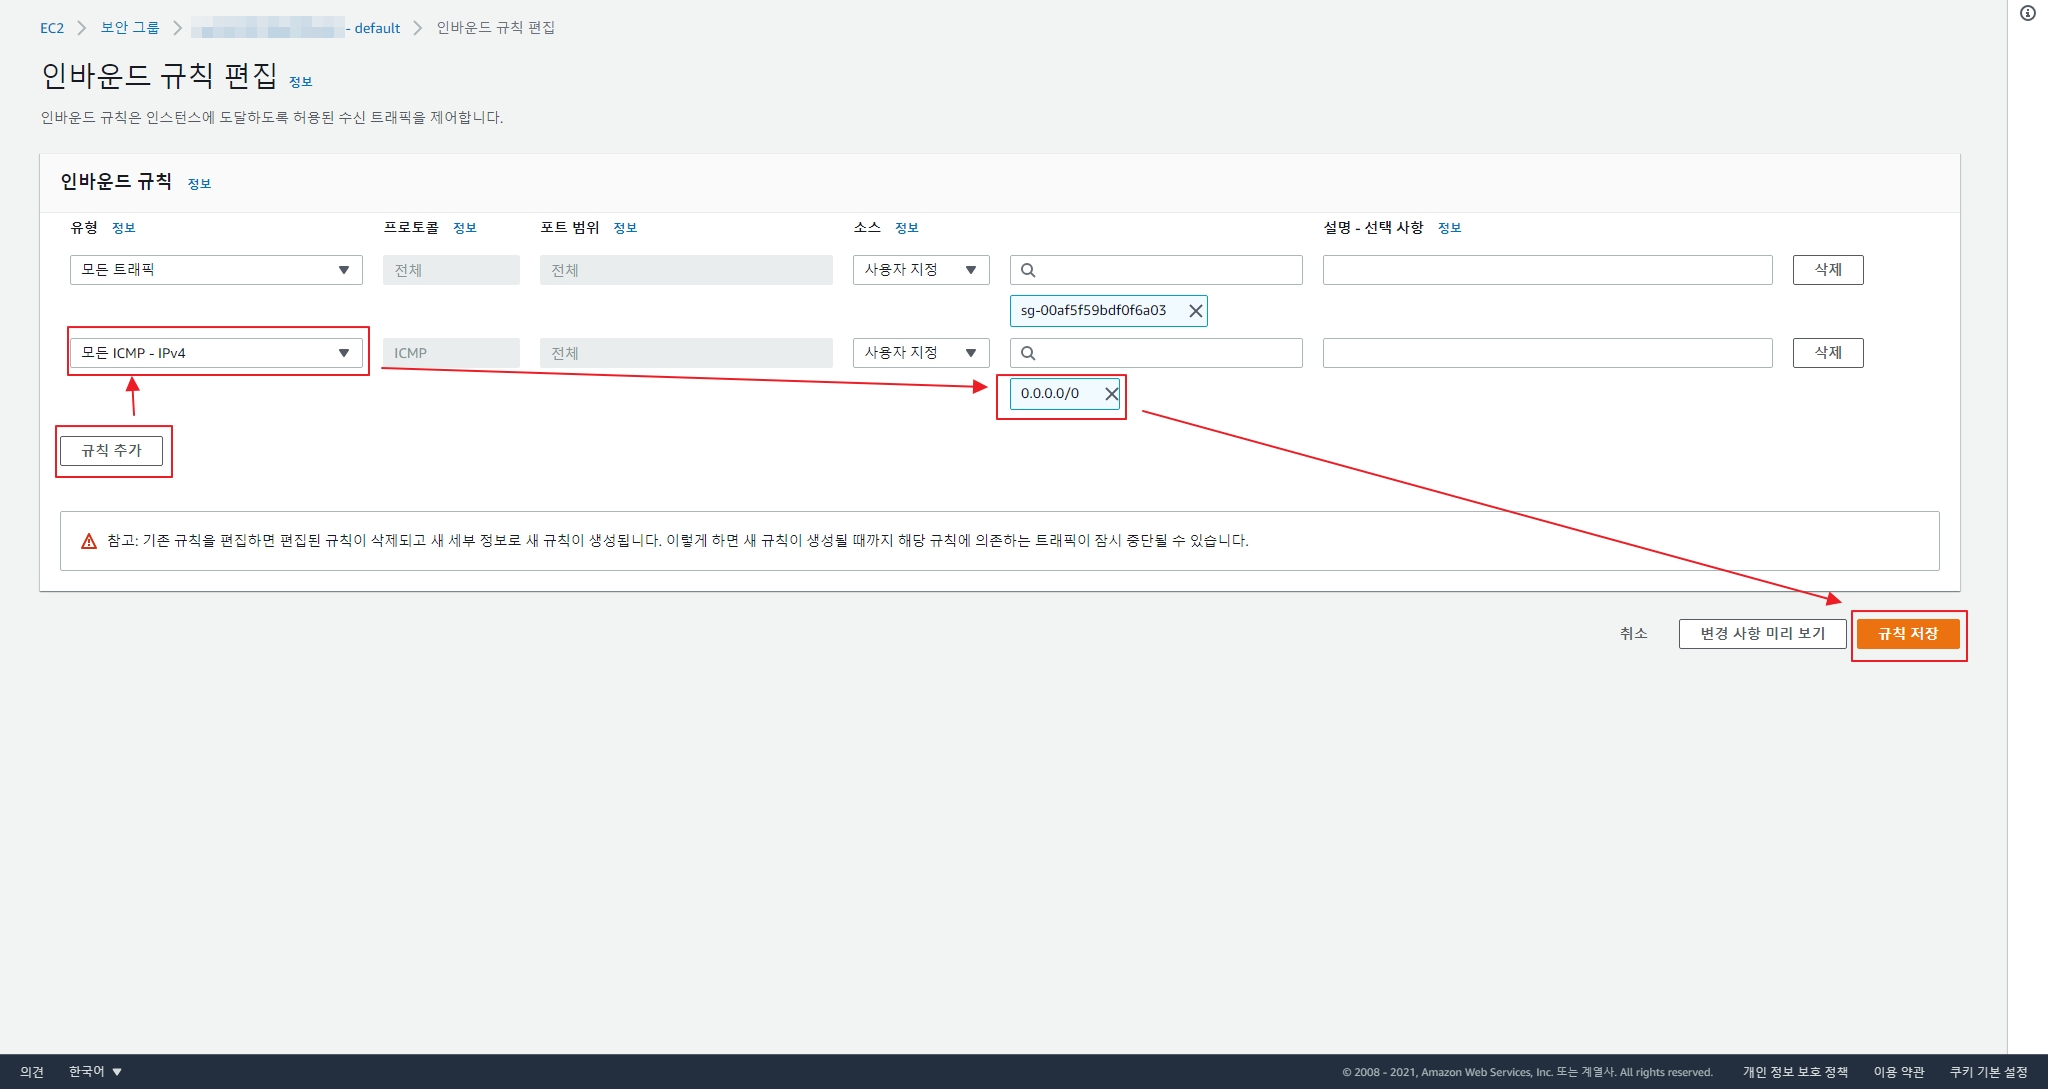 EC2 > 보안 그룹 > - default > 인바운드 규칙 편집
인바운드 규칙 편집 정보
인바운드 규칙은 인스턴스에 도달하도록 허용된 수신 트래픽을 제어합니다.
인바운드 규칙 정보
유형 정보 프로토콜 정보 포트 범위 정보 소스 정보 설명 - 선택 사항 정보
모든 트래픽 전체 전체 사용자 지정 삭제
sg-00af5f59bdf0f6a03
모든 ICMP - IPv4 ICMP 전체 사용자 지정 삭제
0.0.0.0/0
규칙 추가
참고: 기존 규칙을 편집하면 편집된 규칙이 삭제되고 새 세부 정보로 새 규칙이 생성됩니다. 이렇게 하면 새 규칙이 생성될 때까지 해당 규칙에 의존하는 트래픽이 잠시 중단될 수 있습니다.
취소 변경 사항 미리 보기 규칙 저장
의견 한국어 © 2008 - 2021, Amazon Web Services, Inc. 또는 계열사. All rights reserved. 개인 정보 보호 정책 이용 약관 쿠키 기본 설정